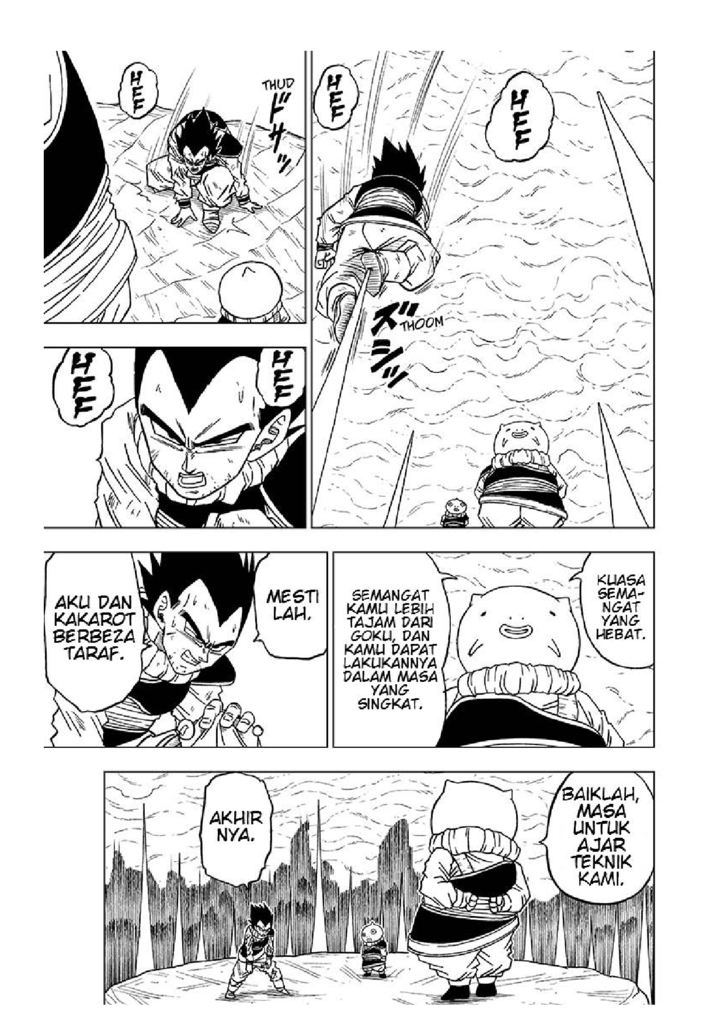 HEF
HEF
ズシッ
THOOM
THUD
ドサッ
HEF
HEF
HEF
KUASA
SEMA-
NGAT
YANG
HEBAT.
SEMANGAT
KAMU LEBIH
TAJAM DARI
GOKU, DAN
KAMU DAPAT
LAKUKANNYA
DALAM MASA
YANG
SINGKAT.
MESTI
LAH.
AKU DAN
KAKAROT
BERBEZA
TARAF.
BAIKLAH,
MASA
UNTUK
AJAR
TEKNIK
KAMI.
AKHIR
NYA.